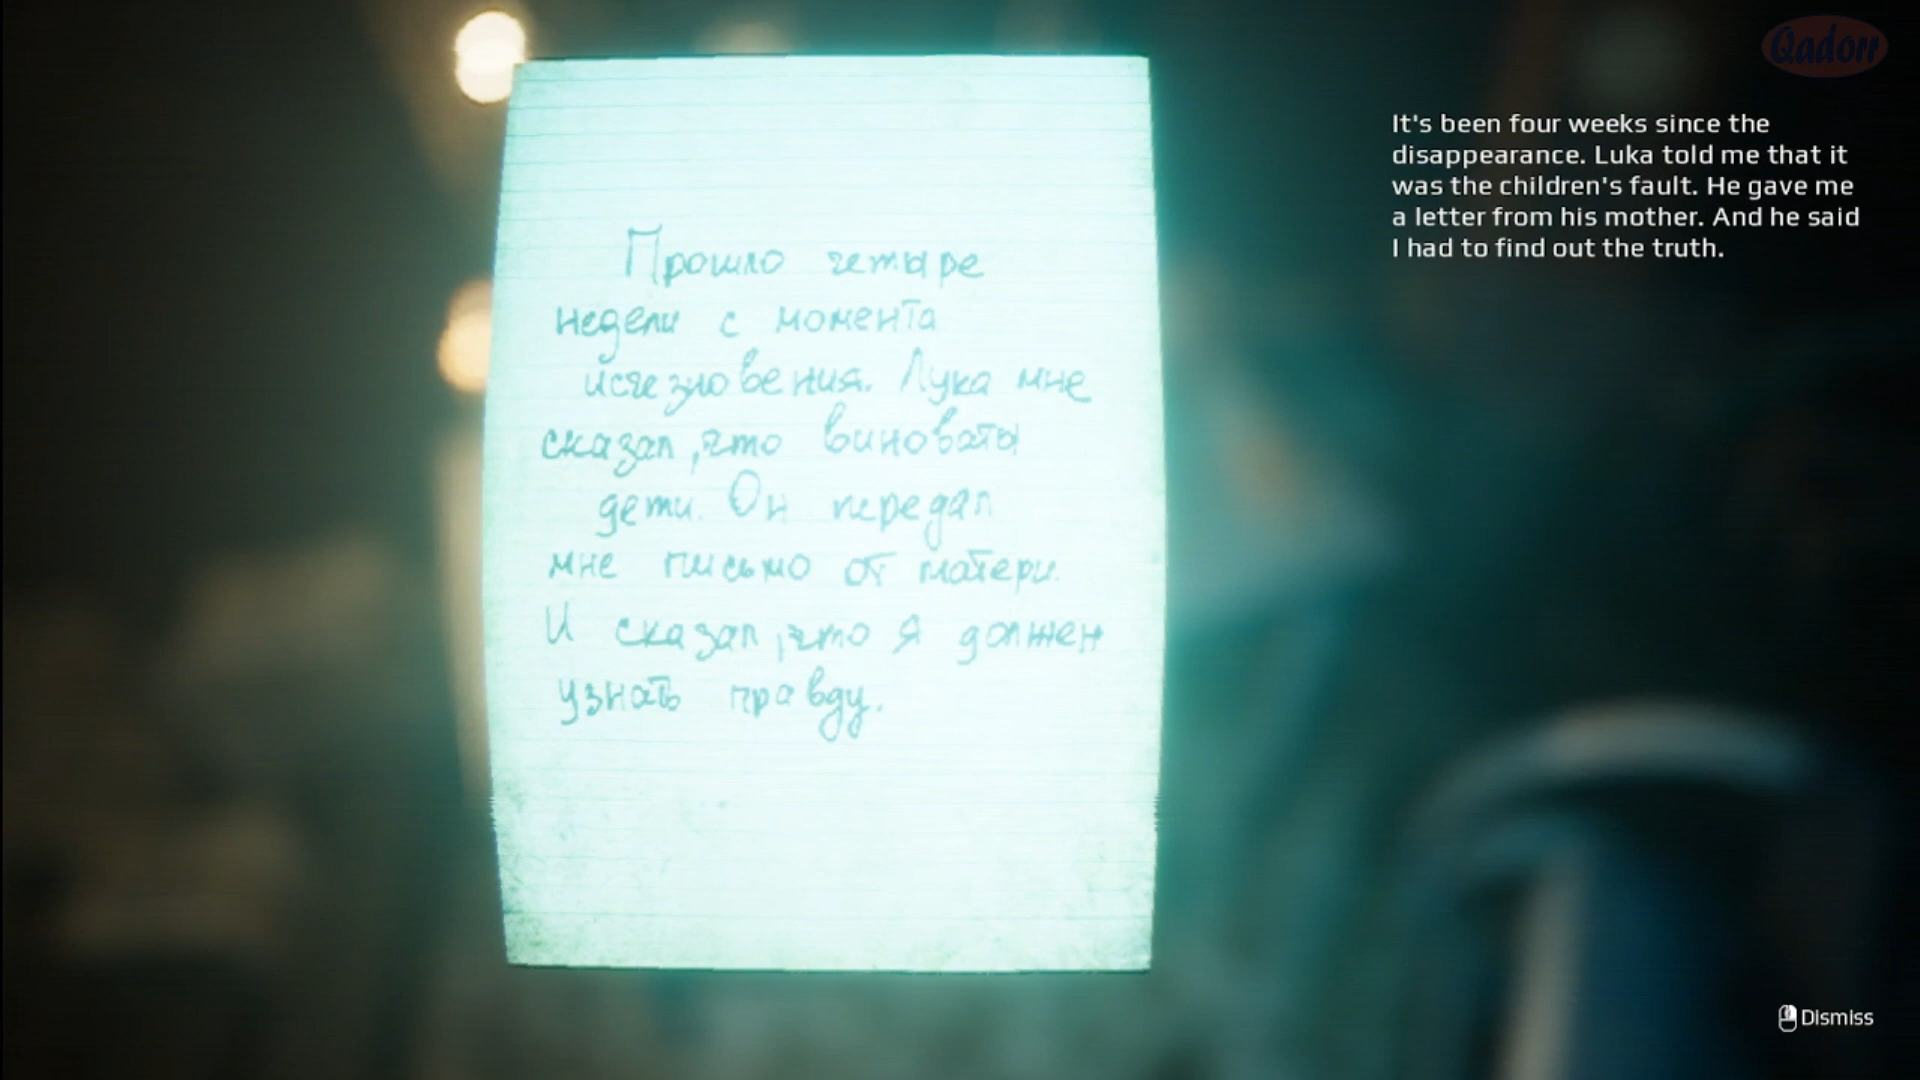 Qadorr
It's been four weeks since the
disappearance. Luka told me that it
was the children's fault. He gave me
a letter from his mother. And he said
I had to find out the truth.
Прошло четыре
недели с момента
исчезновения. Лука мне
сказал, что виноваты
дети. Он передал
мне письмо от матери.
И сказал, что я должен
узнать правду.
Dismiss